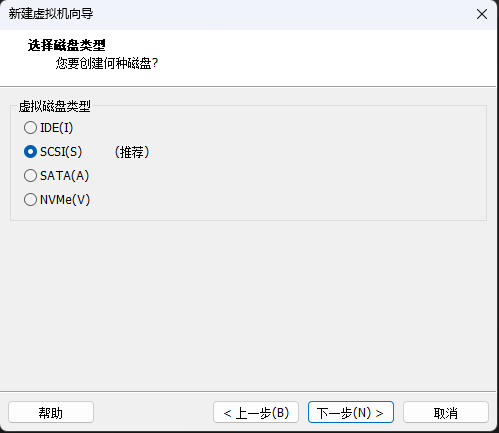 新建虚拟机向导
选择磁盘类型
您要创建何种磁盘?
虚拟磁盘类型
IDE(I)
SCSI(S) （推荐）
SATA(A)
NVMe(V)
帮助 < 上一步(B) 下一步(N) > 取消